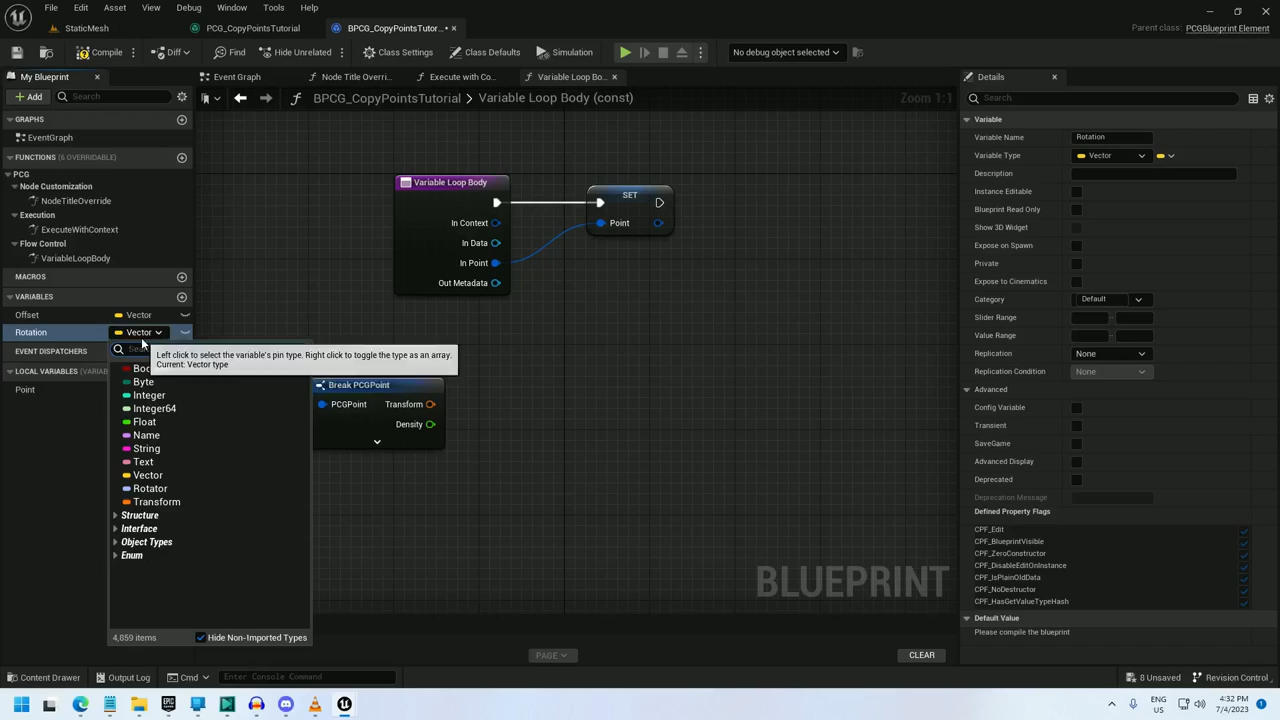 File
Edit
Asset
View
Debug
Window
Tools
Help
StaticMesh
PCG_CopyPointsTutorial
BPCG_CopyPointsTutor... •
Parent class: PCGBlueprint Element
Compile
Diff
Find
Hide Unrelated
Class Settings
Class Defaults
Simulation
No debug object selected
My Blueprint
Event Graph
Node Title Overri...
Execute with Co...
Variable Loop Bo...
Details
+ Add
Search
BPCG_CopyPointsTutorial > Variable Loop Body (const)
Zoom 1:1
Search
GRAPHS
EventGraph
FUNCTIONS (6 OVERRIDABLE)
PCG
Node Customization
NodeTitleOverride
Execution
ExecuteWithContext
Flow Control
VariableLoopBody
MACROS
VARIABLES
Offset
Vector
Rotation
Vector
EVENT DISPATCHERS
LOCAL VARIABLES (VARIAB
Point
Left click to select the variable's pin type. Right click to toggle the type as an array.
Current: Vector type
Byte
Integer
Integer64
Float
Name
String
Text
Vector
Rotator
Transform
Structure
Interface
Object Types
Enum
4,859 items
Hide Non-Imported Types
Variable Loop Body
In Context
In Data
In Point
Out Metadata
SET
Point
Break PCGPoint
PCGPoint
Transform
Density
BLUEPRINT
PAGE
CLEAR
Variable
Variable Name
Rotation
Variable Type
Vector
Description
Instance Editable
Blueprint Read Only
Show 3D Widget
Expose on Spawn
Private
Expose to Cinematics
Category
Default
Slider Range
Value Range
Replication
None
Replication Condition
None
Advanced
Config Variable
Transient
SaveGame
Advanced Display
Deprecated
Deprecation Message
Defined Property Flags
CPF_Edit
CPF_BlueprintVisible
CPF_ZeroConstructor
CPF_DisableEditOnInstance
CPF_IsPlainOldData
CPF_NoDestructor
CPF_HasGetValueTypeHash
Default Value
Please compile the blueprint
Content Drawer
Output Log
Cmd
Enter Console Command
8 Unsaved
Revision Control
ENG
US
4:32 PM
7/4/2023